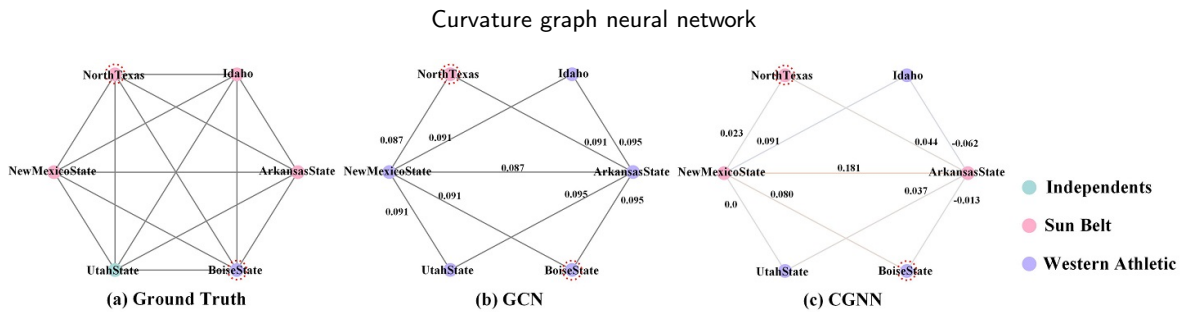 Curvature graph neural network
NorthTexas
Idaho
NewMexicoState
ArkansasState
UtahState
BoiseState
(a) Ground Truth
NorthTexas
Idaho
0.087
0.091
0.091
0.095
NewMexicoState
0.087
ArkansasState
0.091
0.091
0.095
0.095
UtahState
BoiseState
(b) GCN
NorthTexas
Idaho
0.023
0.091
0.044
-0.062
NewMexicoState
0.181
ArkansasState
0.0
0.080
0.037
-0.013
UtahState
BoiseState
(c) CGNN
Independents
Sun Belt
Western Athletic